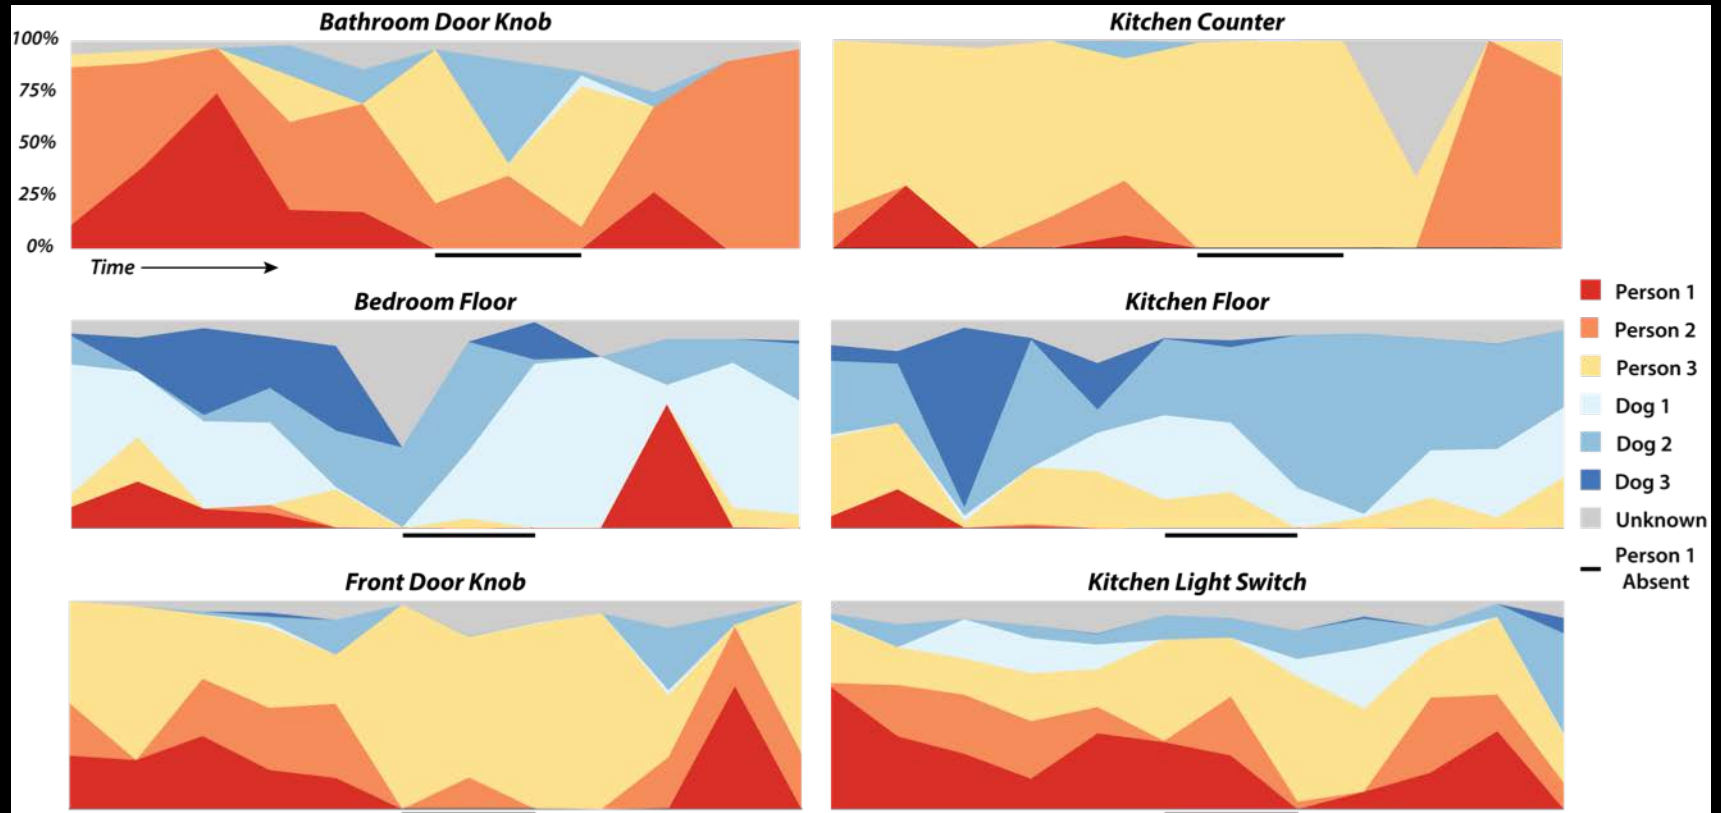 Bathroom Door Knob
Kitchen Counter
100%
75%
50%
25%
0%
Time
Bedroom Floor
Kitchen Floor
Person 1
Person 2
Person 3
Dog 1
Dog 2
Dog 3
Unknown
Person 1
Absent
Front Door Knob
Kitchen Light Switch